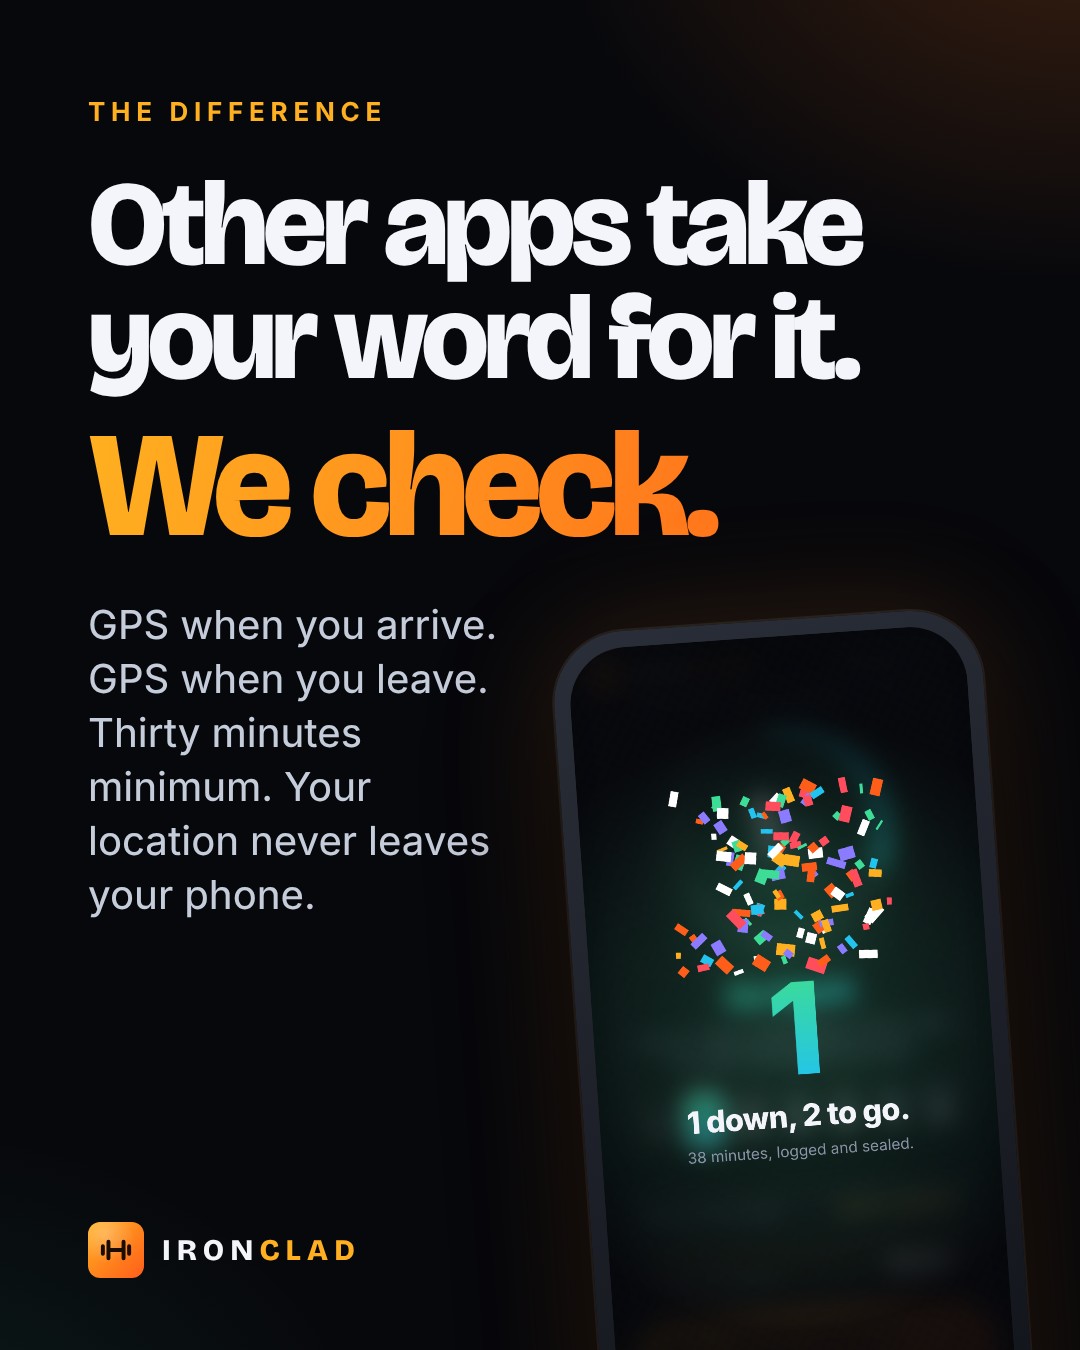 THE DIFFERENCE
Other apps take
your word for it.
We check.
GPS when you arrive.
GPS when you leave.
Thirty minutes
minimum. Your
location never leaves
your phone.
1
1 down, 2 to go.
38 minutes, logged and sealed.
IRONCLAD